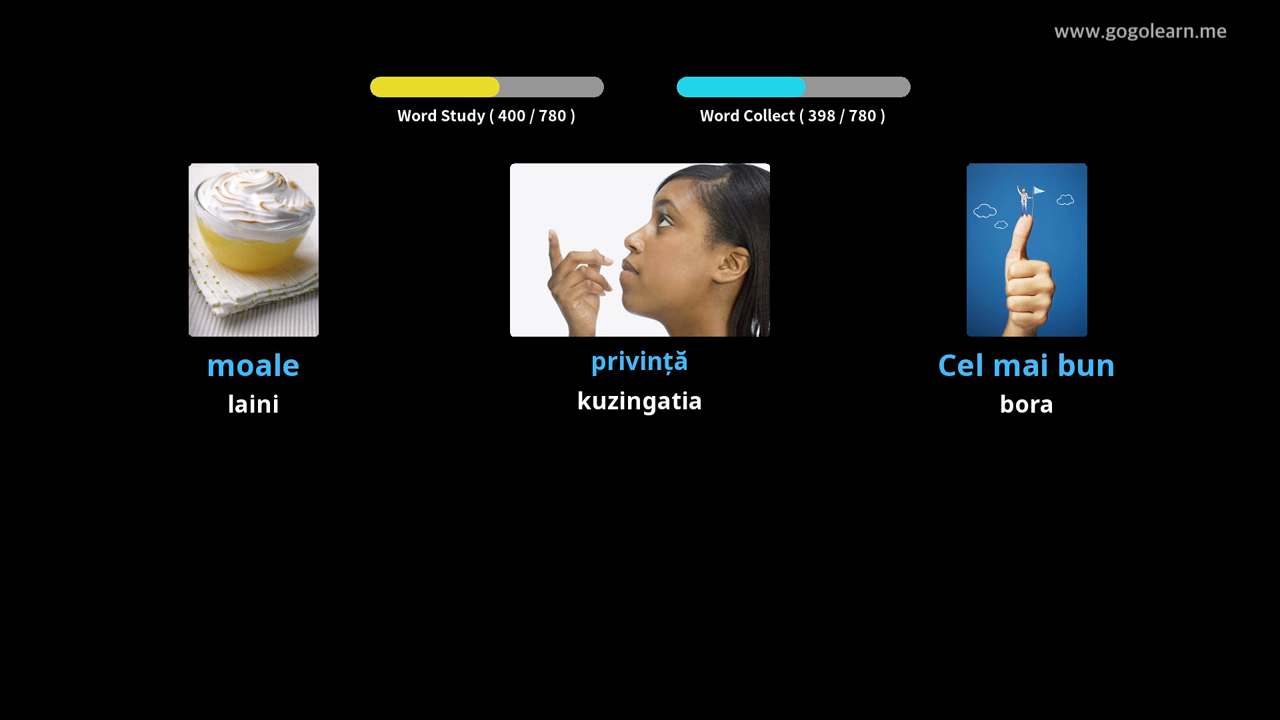 www.gogolearn.me
Word Study ( 400 / 780 )
Word Collect ( 398 / 780 )
moale
laini
privință
kuzingatia
Cel mai bun
bora